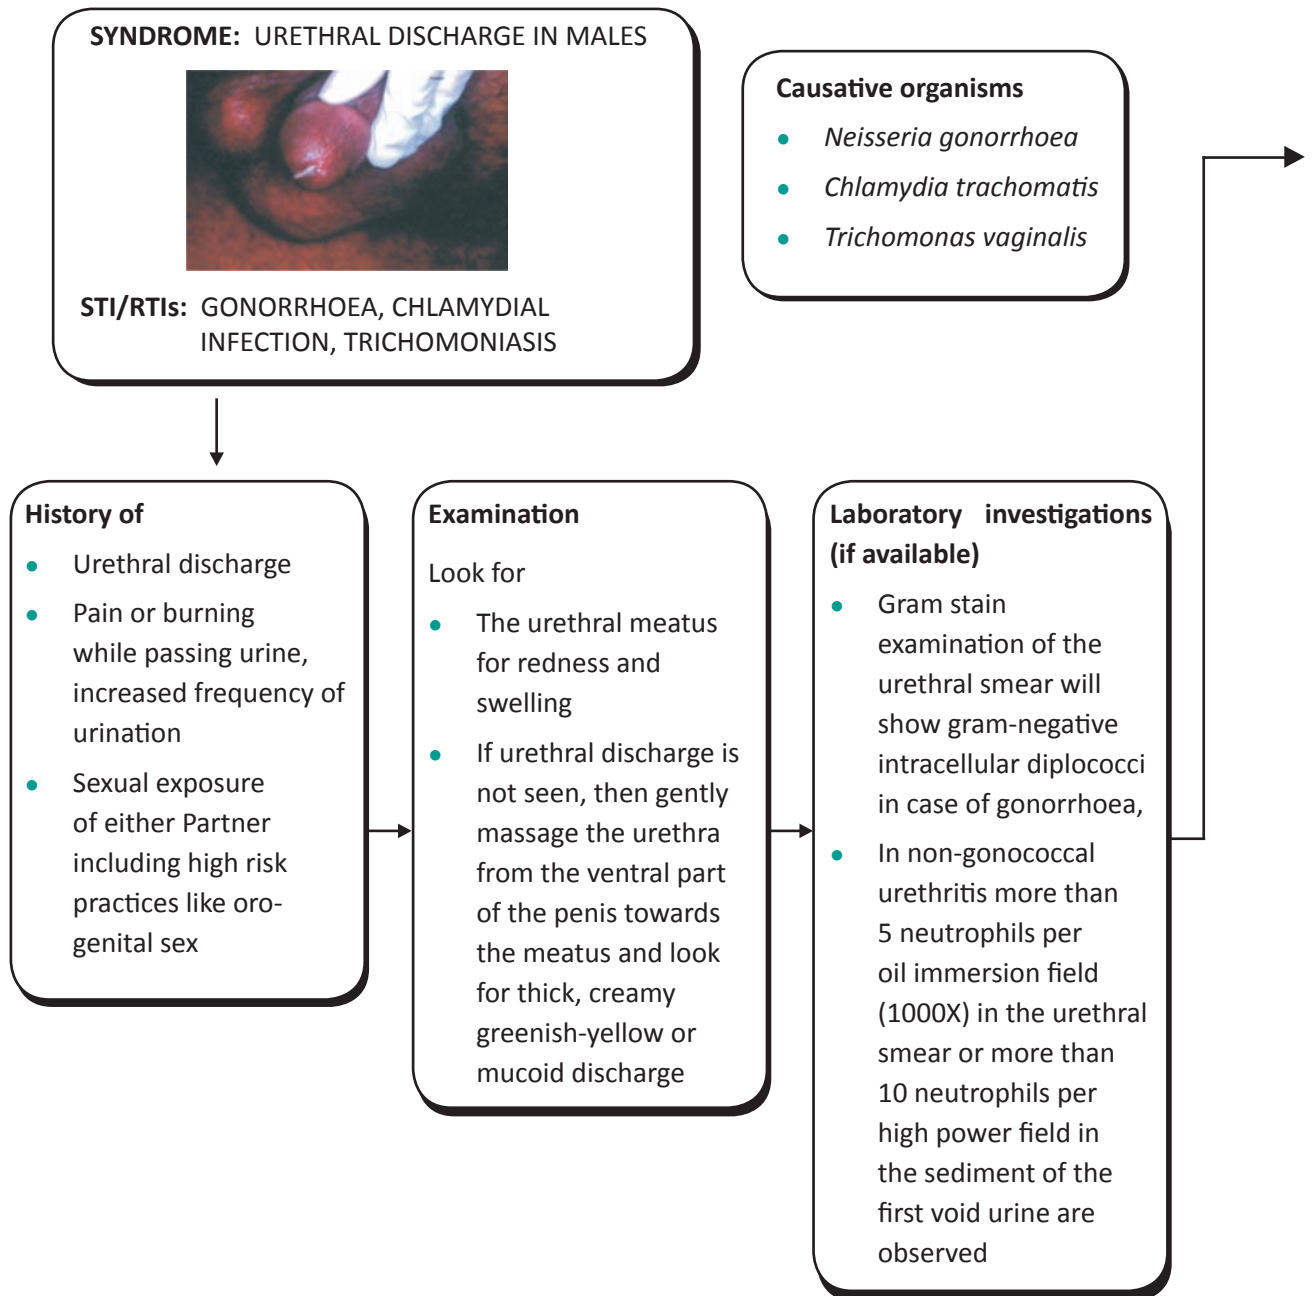 SYNDROME: URETHRAL DISCHARGE IN MALES
STI/RTIs: GONORRHOEA, CHLAMYDIAL
INFECTION, TRICHOMONIASIS
Causative organisms
• Neisseria gonorrhoea
• Chlamydia trachomatis
• Trichomonas vaginalis
History of
• Urethral discharge
• Pain or burning
while passing urine,
increased frequency of
urination
• Sexual exposure
of either Partner
including high risk
practices like oro-
genital sex
Examination
Look for
• The urethral meatus
for redness and
swelling
• If urethral discharge is
not seen, then gently
massage the urethra
from the ventral part
of the penis towards
the meatus and look
for thick, creamy
greenish-yellow or
mucoid discharge
Laboratory investigations
(if available)
• Gram stain
examination of the
urethral smear will
show gram-negative
intracellular diplococci
in case of gonorrhoea,
• In non-gonococcal
urethritis more than
5 neutrophils per
oil immersion field
(1000X) in the urethral
smear or more than
10 neutrophils per
high power field in
the sediment of the
first void urine are
observed